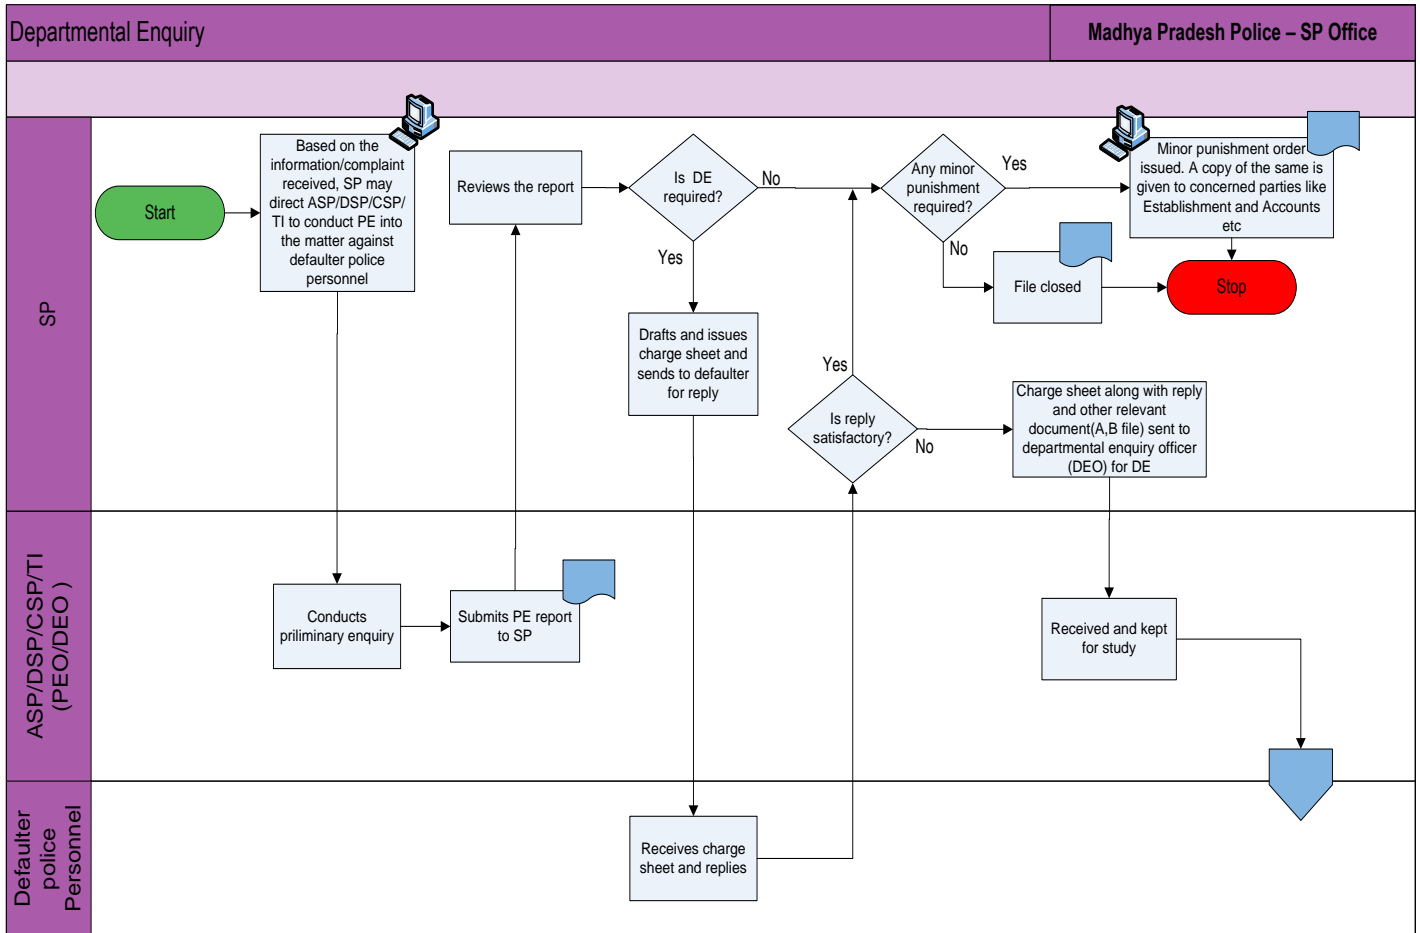 Departmental Enquiry
Madhya Pradesh Police – SP Office
SP
Start
Based on the
information/complaint
received, SP may
direct ASP/DSP/CSP/
TI to conduct PE into
the matter against
defaulter police
personnel
Reviews the report
Is DE
required?
No
Yes
Any minor
punishment
required?
Yes
No
Minor punishment order
issued. A copy of the same is
given to concerned parties like
Establishment and Accounts
etc
File closed
Stop
Drafts and issues
charge sheet and
sends to defaulter
for reply
Yes
Is reply
satisfactory?
No
Charge sheet along with reply
and other relevant
document(A,B file) sent to
departmental enquiry officer
(DEO) for DE
ASP/DSP/CSP/TI
(PEO/DEO )
Conducts
priliminary enquiry
Submits PE report
to SP
Received and kept
for study
Defaulter
police
Personnel
Receives charge
sheet and replies